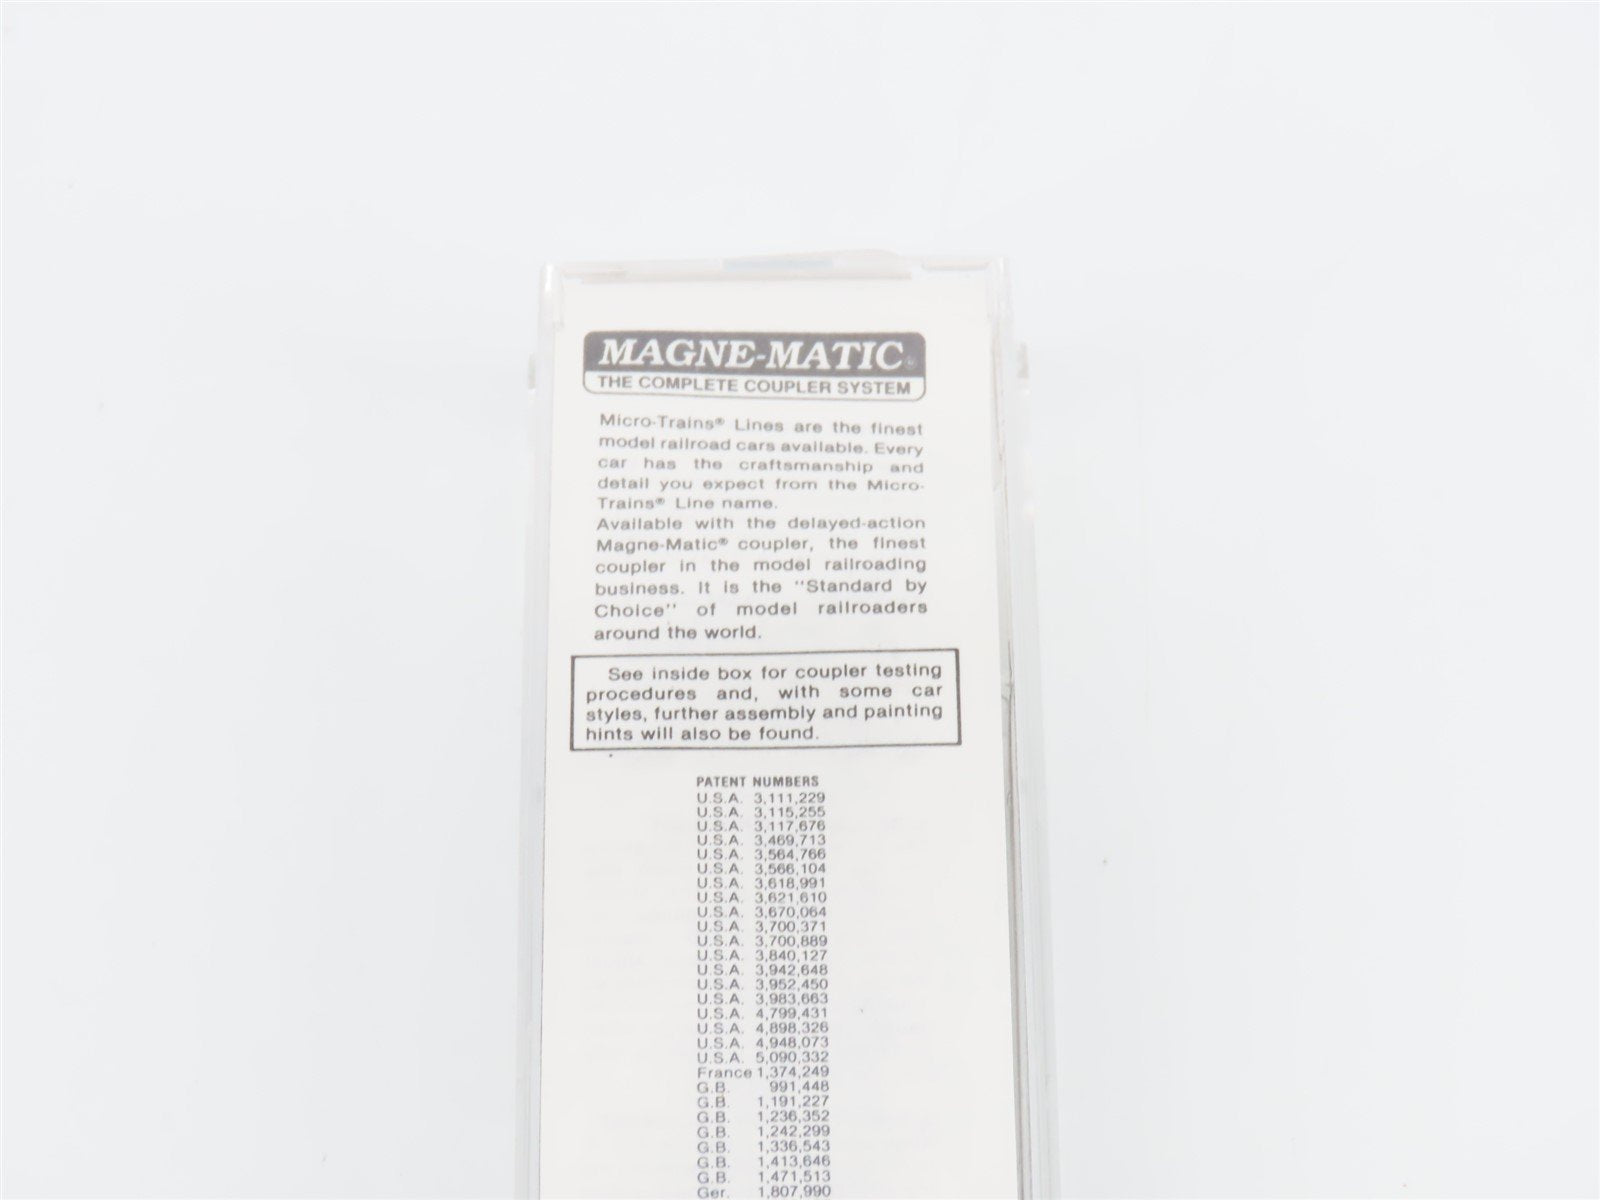 MAGNE-MATIC®
THE COMPLETE COUPLER SYSTEM
Micro-Trains® Lines are the finest
model railroad cars available. Every
car has the craftsmanship and
detail you expect from the Micro-
Trains® Line name.
Available with the delayed-action
Magne-Matic® coupler, the finest
coupler in the model railroading
business. It is the "Standard by
Choice" of model railroaders
around the world.
See inside box for coupler testing
procedures and, with some car
styles, further assembly and painting
hints will also be found.
PATENT NUMBERS
U.S.A. 3,111,229
U.S.A. 3,115,255
U.S.A. 3,117,676
U.S.A. 3,469,713
U.S.A. 3,564,766
U.S.A. 3,566,104
U.S.A. 3,618,991
U.S.A. 3,621,610
U.S.A. 3,670,064
U.S.A. 3,700,371
U.S.A. 3,700,889
U.S.A. 3,840,127
U.S.A. 3,942,648
U.S.A. 3,952,450
U.S.A. 3,983,663
U.S.A. 4,799,431
U.S.A. 4,898,326
U.S.A. 4,948,073
U.S.A. 5,090,332
France 1,374,249
G.B. 991,448
G.B. 1,191,227
G.B. 1,236,352
G.B. 1,242,299
G.B. 1,336,543
G.B. 1,413,646
G.B. 1,471,513
Ger. 1,807,990